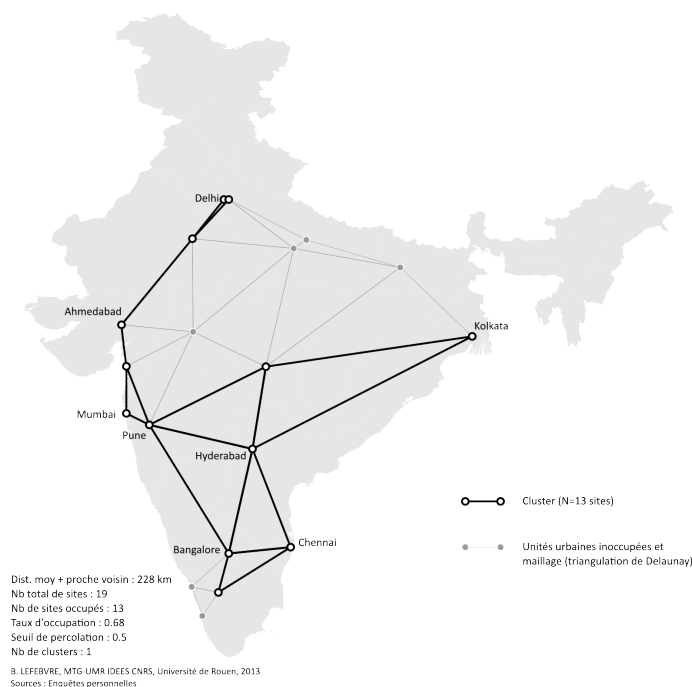 Delhi
Ahmedabad
Kolkata
Mumbai
Pune
Hyderabad
Cluster (N=13 sites)
Chennai
Bangalore
Unités urbaines inoccupées et
maillage (triangulation de Delaunay)
Dist. moy + proche voisin : 228 km
Nb total de sites : 19
Nb de sites occupés : 13
Taux d'occupation : 0.68
Seuil de percolation : 0.5
Nb de clusters : 1
B. LEFEBVRE, MTG-UMR IDEES CNRS, Université de Rouen, 2013
Sources : Enquêtes personnelles